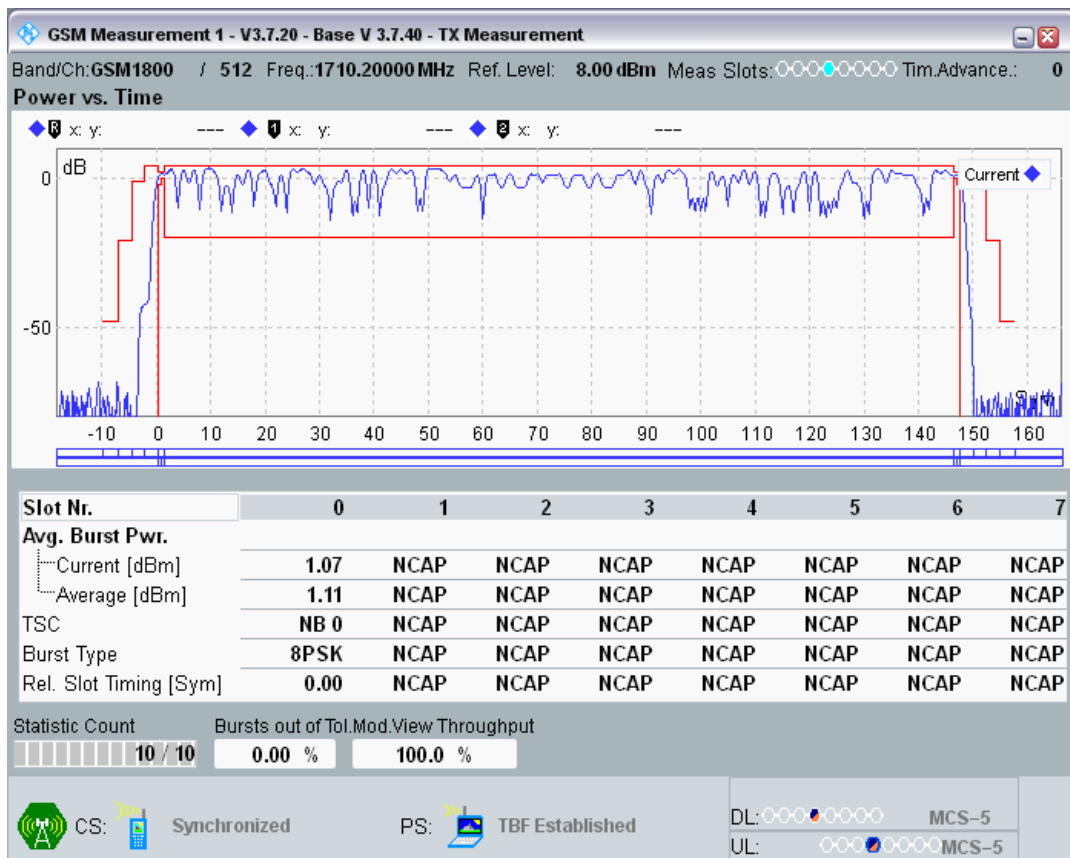 GSM Measurement 1 - V3.7.20 - Base V 3.7.40 - TX Measurement
Band/Ch:GSM1800 / 512 Freq.:1710.20000 MHz Ref. Level: 8.00 dBm Meas Slots: Tim.Advance.: 0
Power vs. Time
R x: y: --- 1 x: y: --- 2 x: y: ---
dB
Current
0
-50
-10 0 10 20 30 40 50 60 70 80 90 100 110 120 130 140 150 160
Slot Nr. 0 1 2 3 4 5 6 7
Avg. Burst Pwr.
Current [dBm] 1.07 NCAP NCAP NCAP NCAP NCAP NCAP NCAP
Average [dBm] 1.11 NCAP NCAP NCAP NCAP NCAP NCAP NCAP
TSC NB 0 NCAP NCAP NCAP NCAP NCAP NCAP NCAP
Burst Type 8PSK NCAP NCAP NCAP NCAP NCAP NCAP NCAP
Rel. Slot Timing [Sym] 0.00 NCAP NCAP NCAP NCAP NCAP NCAP NCAP
Statistic Count Bursts out of Tol. Mod.View Throughput
10 / 10 0.00 % 100.0 %
CS: Synchronized PS: TBF Established DL: MCS-5
UL: MCS-5